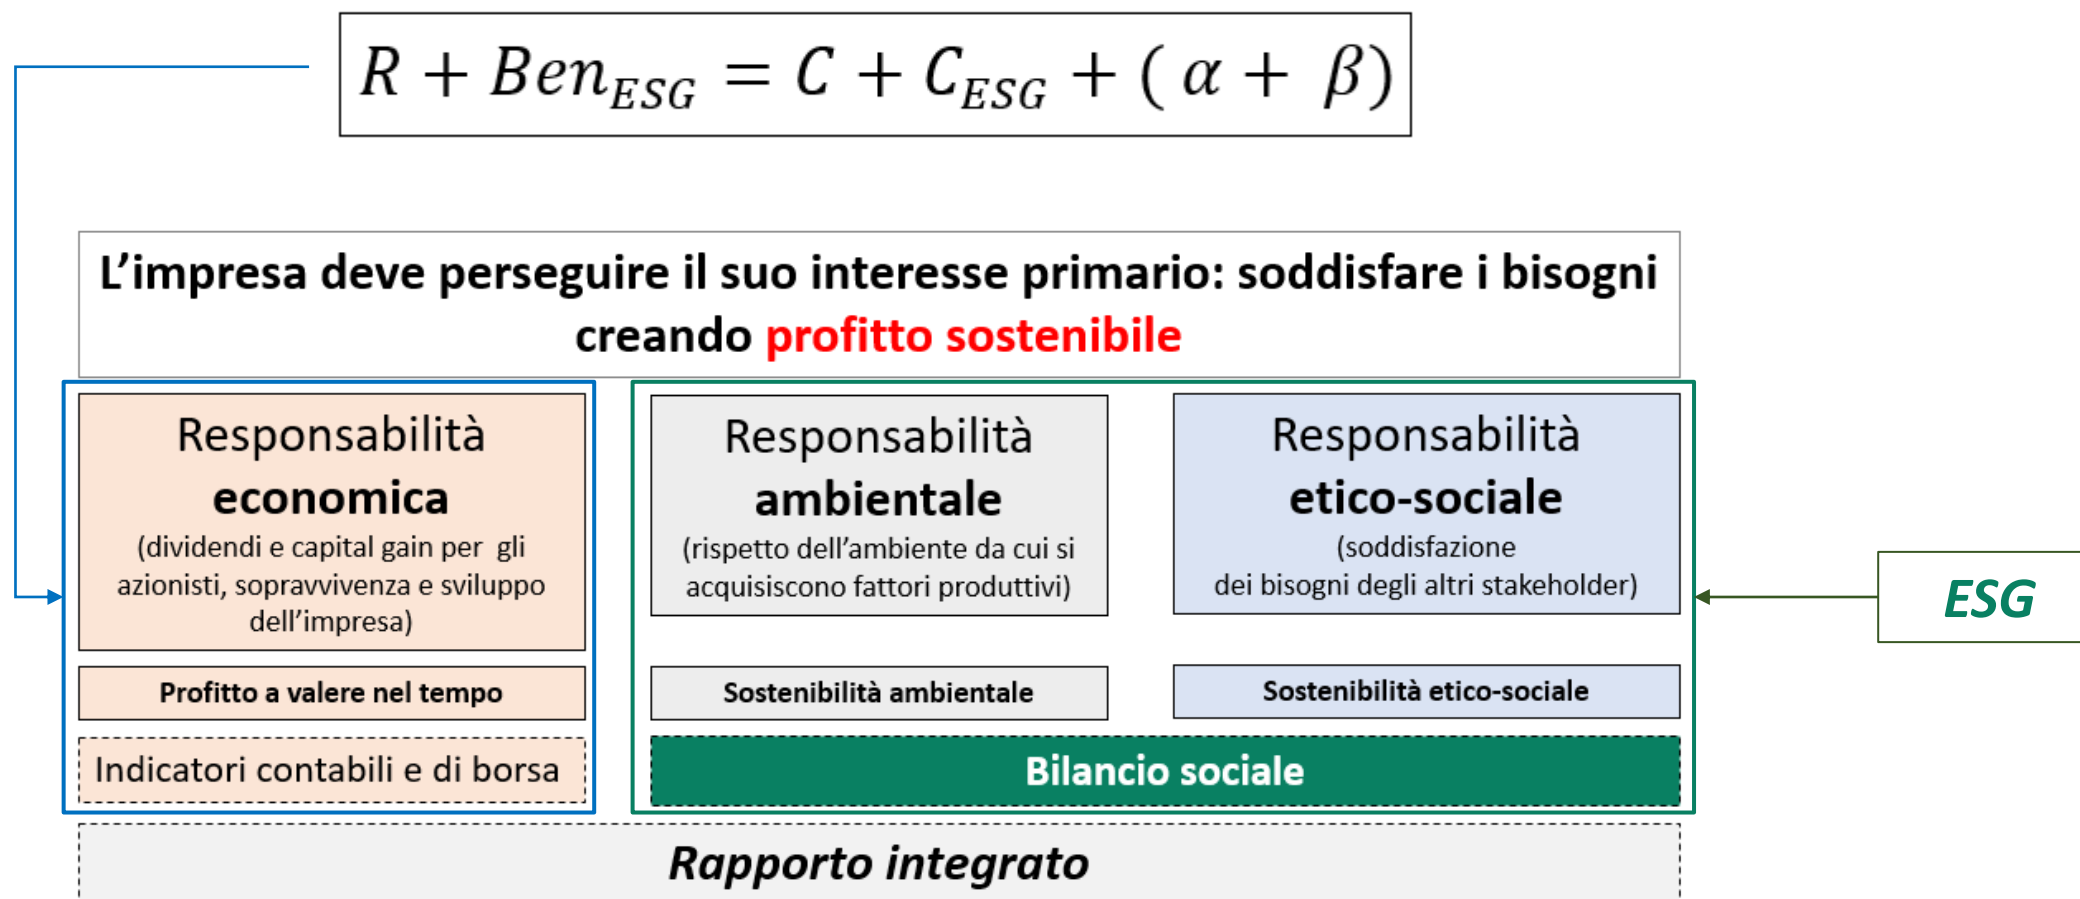 R + Ben_ESG = C + C_ESG + ( α + β)
L’impresa deve perseguire il suo interesse primario: soddisfare i bisogni
creando profitto sostenibile
Responsabilità
economica
(dividendi e capital gain per gli
azionisti, sopravvivenza e sviluppo
dell’impresa)
Profitto a valere nel tempo
Indicatori contabili e di borsa
Responsabilità
ambientale
(rispetto dell’ambiente da cui si
acquisiscono fattori produttivi)
Sostenibilità ambientale
Responsabilità
etico-sociale
(soddisfazione
dei bisogni degli altri stakeholder)
Sostenibilità etico-sociale
Bilancio sociale
ESG
Rapporto integrato